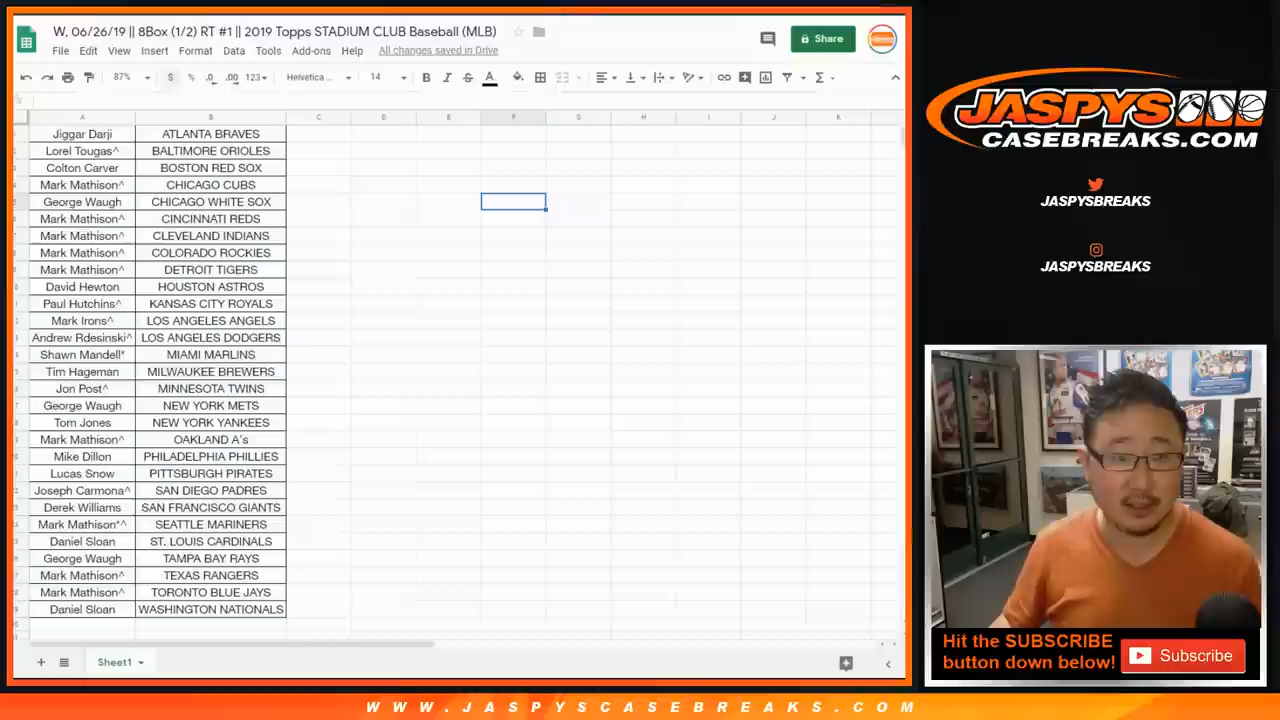 W, 06/26/19 || 8Box (1/2) RT #1 || 2019 Topps STADIUM CLUB Baseball (MLB)
File Edit View Insert Format Data Tools Add-ons Help All changes saved in Drive
Share
87% $ % .0 .00 123 Helvetica ... 14 B I S A
A B C D E F G H I J K
Jiggar Darji ATLANTA BRAVES
Lorel Tougas^ BALTIMORE ORIOLES
Colton Carver BOSTON RED SOX
Mark Mathison^ CHICAGO CUBS
George Waugh CHICAGO WHITE SOX
Mark Mathison^ CINCINNATI REDS
Mark Mathison^ CLEVELAND INDIANS
Mark Mathison^ COLORADO ROCKIES
Mark Mathison^ DETROIT TIGERS
David Hewton HOUSTON ASTROS
Paul Hutchins^ KANSAS CITY ROYALS
Mark Irons^ LOS ANGELES ANGELS
Andrew Rdesinski^ LOS ANGELES DODGERS
Shawn Mandell* MIAMI MARLINS
Tim Hageman MILWAUKEE BREWERS
Jon Post^ MINNESOTA TWINS
George Waugh NEW YORK METS
Tom Jones NEW YORK YANKEES
Mark Mathison^ OAKLAND A's
Mike Dillon PHILADELPHIA PHILLIES
Lucas Snow PITTSBURGH PIRATES
Joseph Carmona^ SAN DIEGO PADRES
Derek Williams SAN FRANCISCO GIANTS
Mark Mathison*^ SEATTLE MARINERS
Daniel Sloan ST. LOUIS CARDINALS
George Waugh TAMPA BAY RAYS
Mark Mathison^ TEXAS RANGERS
Mark Mathison^ TORONTO BLUE JAYS
Daniel Sloan WASHINGTON NATIONALS
Sheet1
JASPYS
CASEBREAKS.COM
JASPYSBREAKS
JASPYSBREAKS
Hit the SUBSCRIBE
button down below!
Subscribe
WWW.JASPYSCASEBREAKS.COM